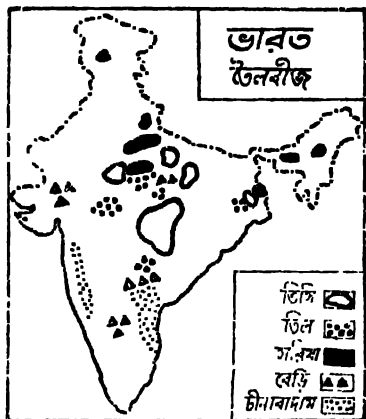 ভারত
তৈলবীজ
তিসি
তিল
সরিষা
রেড়ি
চীনাবাদাম